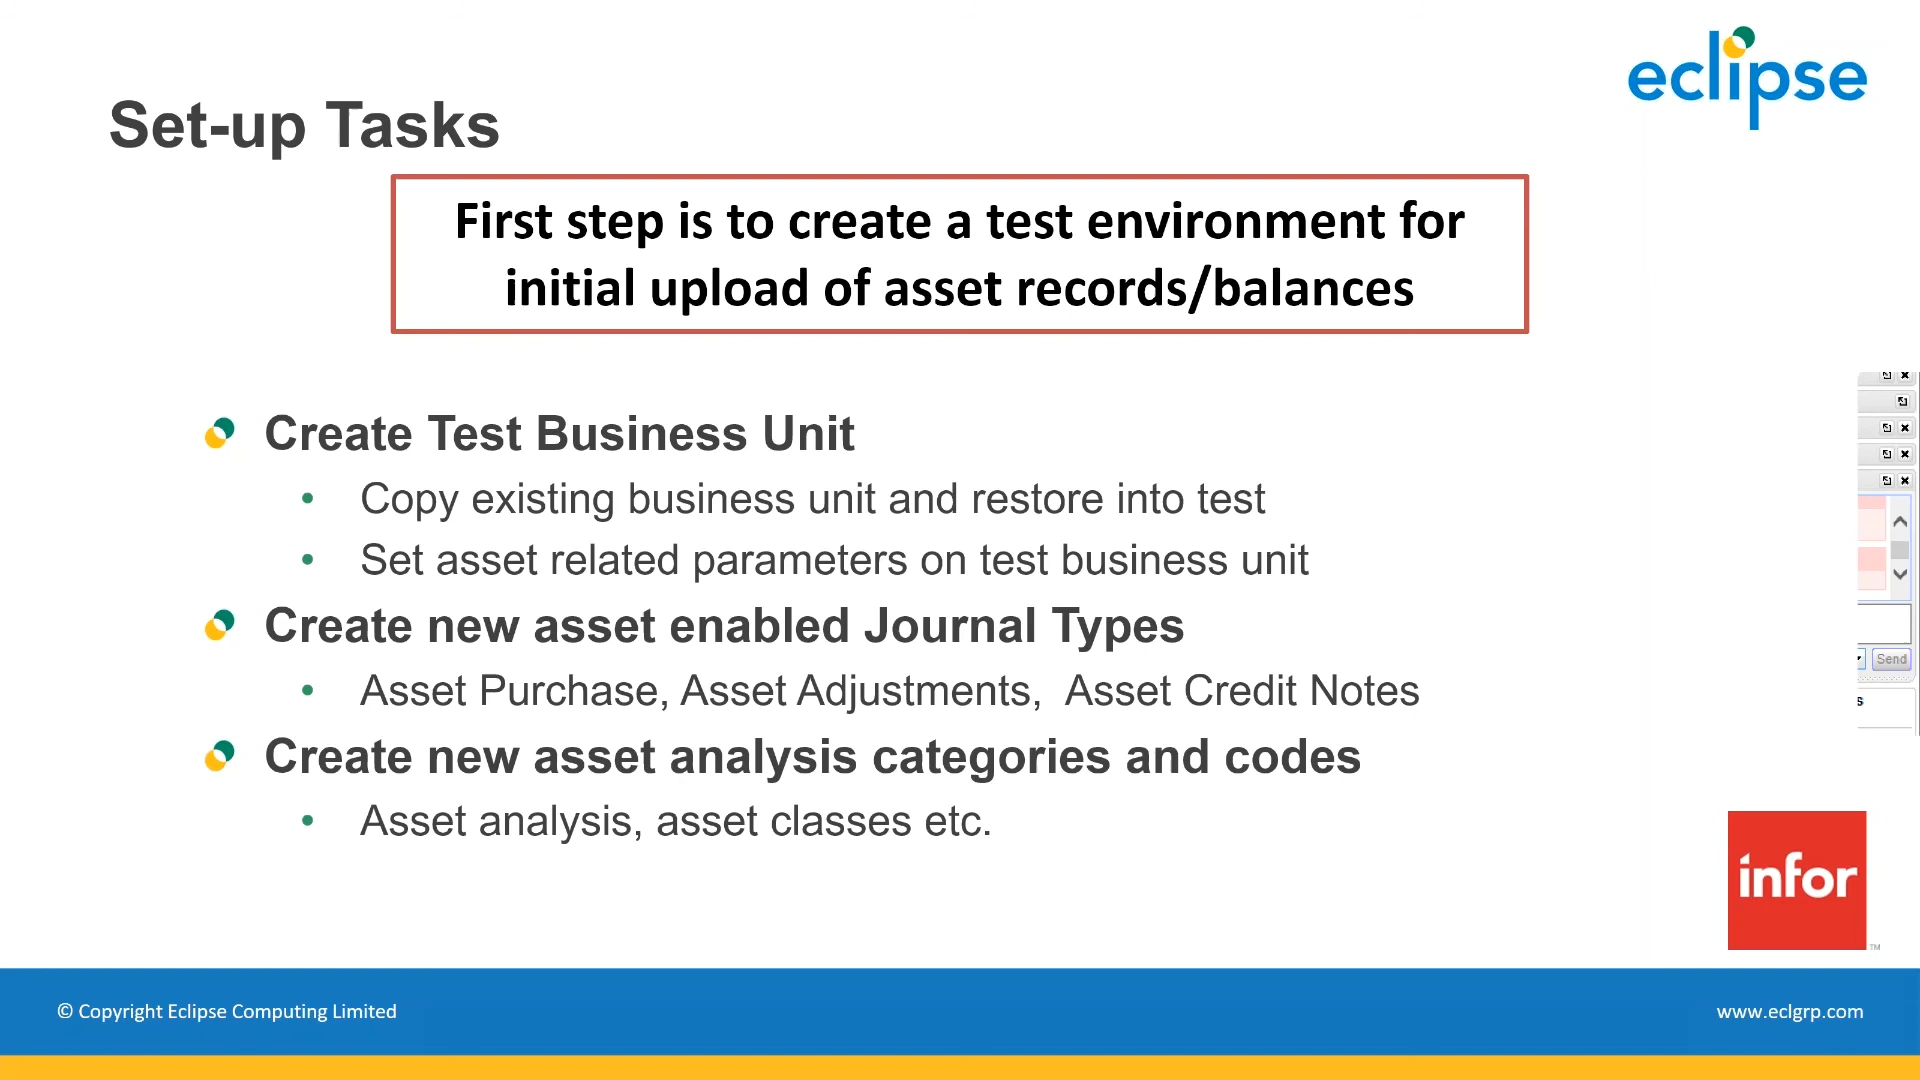 eclipse
Set-up Tasks
First step is to create a test environment for
initial upload of asset records/balances
Create Test Business Unit
• Copy existing business unit and restore into test
• Set asset related parameters on test business unit
Create new asset enabled Journal Types
• Asset Purchase, Asset Adjustments,  Asset Credit Notes
Create new asset analysis categories and codes
• Asset analysis, asset classes etc.
Send
s
infor
TM
© Copyright Eclipse Computing Limited
www.eclgrp.com